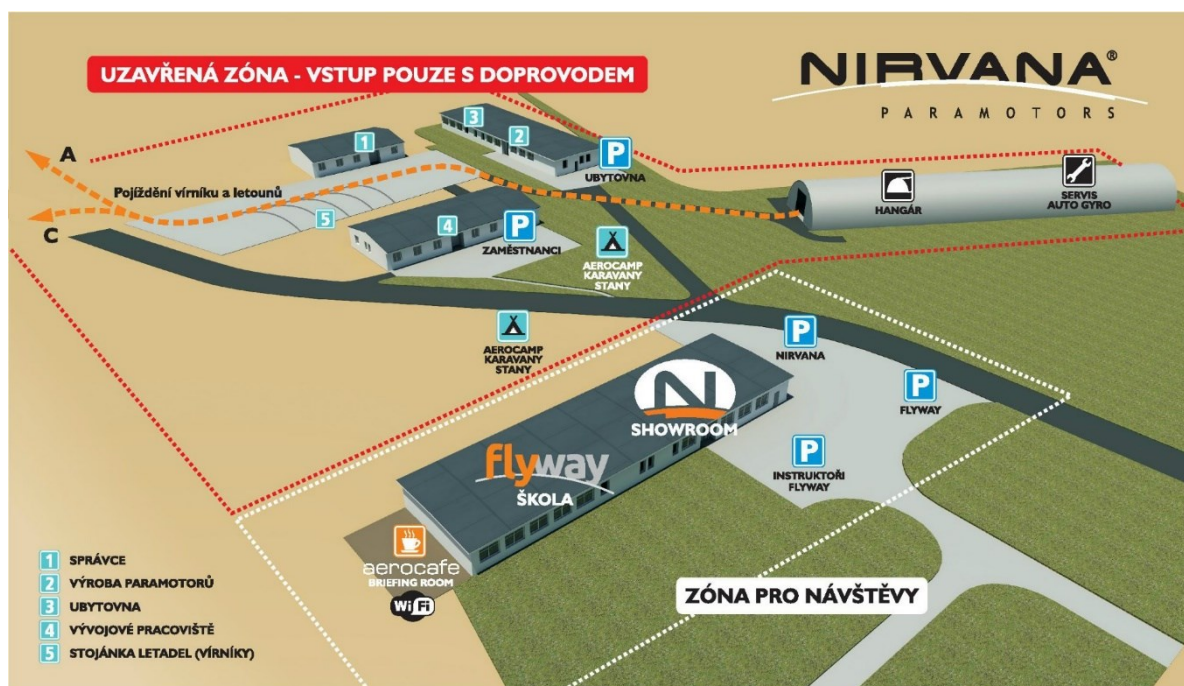 UZAVŘENÁ ZÓNA - VSTUP POUZE S DOPROVODEM
NIRVANA®
PARAMOTORS
A
C
Pojíždění vírníku a letounů
1
3
2
P
UBYTOVNA
HANGÁR
SERVIS
AUTO GYRO
5
4
P
ZAMĚSTNANCI
AEROCAMP
KARAVANY
STANY
AEROCAMP
KARAVANY
STANY
P
NIRVANA
P
FLYWAY
N
SHOWROOM
flyway
ŠKOLA
P
INSTRUKTOŘI
FLYWAY
aerocafe
BRIEFING ROOM
WiFi
ZÓNA PRO NÁVŠTĚVY
1 SPRÁVCE
2 VÝROBA PARAMOTORŮ
3 UBYTOVNA
4 VÝVOJOVÉ PRACOVIŠTĚ
5 STOJÁNKA LETADEL (VÍRNÍKY)